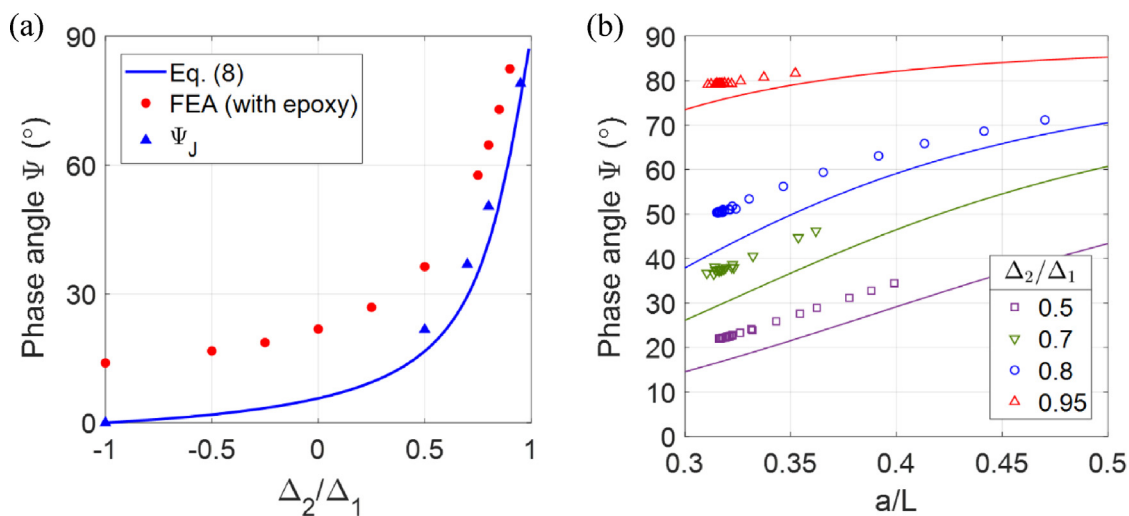 (a)
90
60
30
0
Phase angle Ψ (°)
Eq. (8)
FEA (with epoxy)
Ψ_J
-1
-0.5
0
0.5
1
Δ₂/Δ₁
(b)
90
80
70
60
50
40
30
20
10
0
Phase angle Ψ (°)
Δ₂/Δ₁
0.5
0.7
0.8
0.95
0.3
0.35
0.4
0.45
0.5
a/L